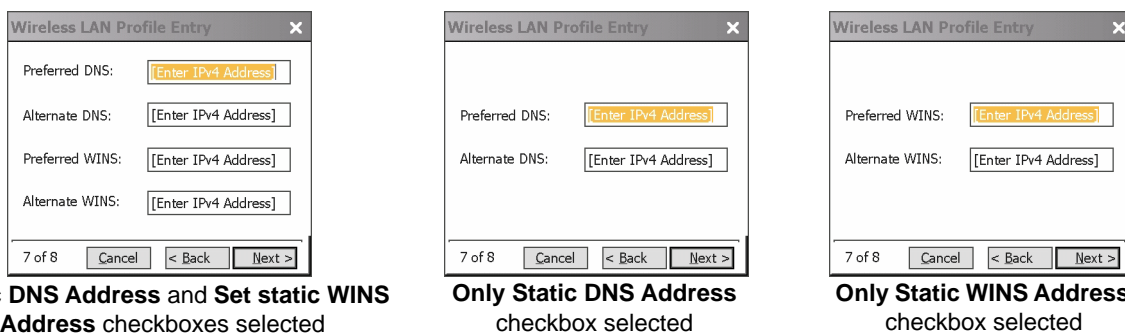 Wireless LAN Profile Entry
Preferred DNS: [Enter IPv4 Address]
Alternate DNS: [Enter IPv4 Address]
Preferred WINS: [Enter IPv4 Address]
Alternate WINS: [Enter IPv4 Address]
7 of 8 Cancel < Back Next >
DNS Address and Set static WINS
Address checkboxes selected
Wireless LAN Profile Entry
Preferred DNS: [Enter IPv4 Address]
Alternate DNS: [Enter IPv4 Address]
7 of 8 Cancel < Back Next >
Only Static DNS Address
checkbox selected
Wireless LAN Profile Entry
Preferred WINS: [Enter IPv4 Address]
Alternate WINS: [Enter IPv4 Address]
7 of 8 Cancel < Back Next >
Only Static WINS Address
checkbox selected